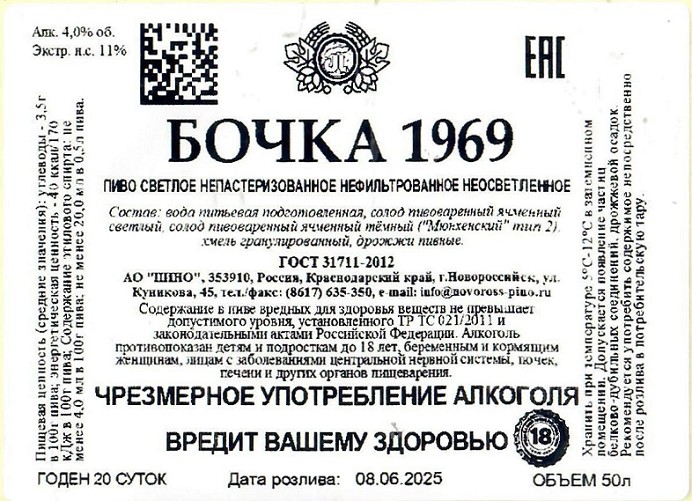 Алк. 4,0% об.
Экстр. н.с. 11%
ЕАС
БОЧКА 1969
ПИВО СВЕТЛОЕ НЕПАСТЕРИЗОВАННОЕ НЕФИЛЬТРОВАННОЕ НЕОСВЕТЛЕННОЕ
Состав: вода питьевая подготовленная, солод пивоваренный ячменный
светлый, солод пивоваренный ячменный тёмный ("Мюнхенский" тип 2),
хмель гранулированный, дрожжи пивные.
ГОСТ 31711-2012
АО "ПИНО", 353910, Россия, Краснодарский край, г.Новороссийск, ул.
Куникова, 45, тел./факс: (8617) 635-350, e-mail: info@novoross-pino.ru
Содержание в пиве вредных для здоровья веществ не превышает
допустимого уровня, установленного ТР ТС 021/2011 и
законодательными актами Российской Федерации. Алкоголь
противопоказан детям и подросткам до 18 лет, беременным и кормящим
женщинам, лицам с заболеваниями центральной нервной системы, почек,
печени и других органов пищеварения.
ЧРЕЗМЕРНОЕ УПОТРЕБЛЕНИЕ АЛКОГОЛЯ
ВРЕДИТ ВАШЕМУ ЗДОРОВЬЮ
18
ГОДЕН 20 СУТОК
Дата розлива: 08.06.2025
ОБЪЕМ 50л
Пищевая ценность (средние значения): углеводы - 3,5г
в 100г пива; энергетическая ценность - 40 ккал/170
кДж в 100г пива; Содержание этилового спирта: не
менее 4.0 мл в 100г пива: не менее 20,0 мл в 0,5л пива.
Хранить при температуре 5°С-12°С в затемненном
помещении. Допускается появление частиц
белково-дубильных соединений, дрожжевой осадок.
Рекомендуется употребить содержимое непосредственно
после розлива в потребительскую тару.